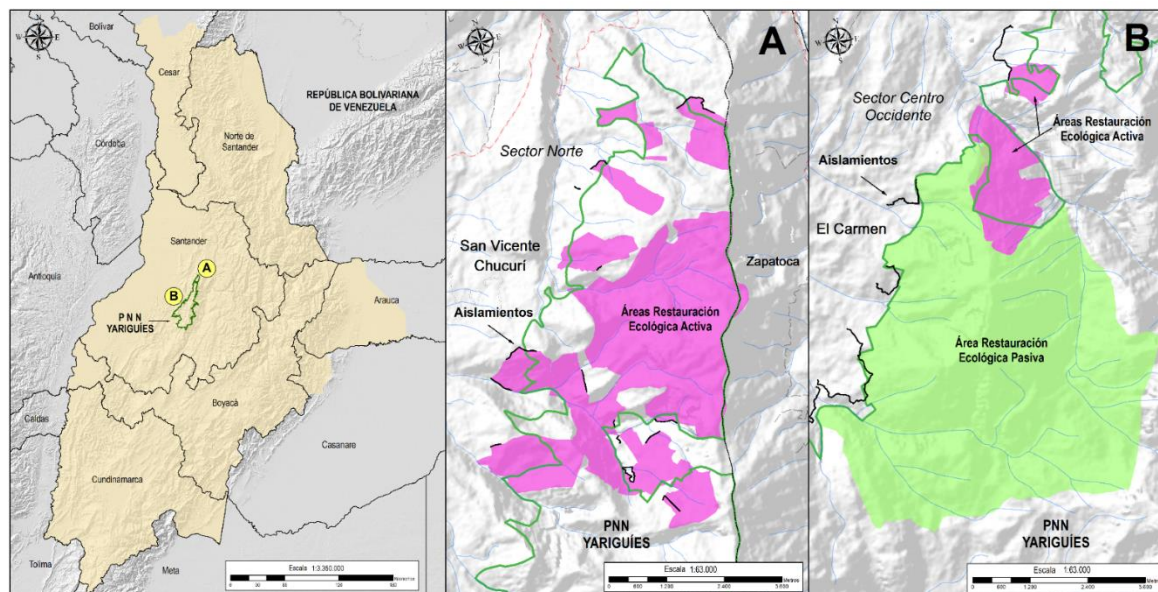 Bolívar
Cesar
REPÚBLICA BOLIVARIANA
DE VENEZUELA
Norte de
Santander
Córdoba
Santander
Antioquia
A
B
PNN
YARIGUÍES
Arauca
Boyacá
Caldas
Casanare
Cundinamarca
Tolima
Meta
Escala 1:3.350.000
A
Sector Norte
San Vicente
Chucurí
Zapatoca
Áreas Restauración
Ecológica Activa
Aislamientos
PNN
YARIGUÍES
Escala 1:63.000
B
Sector Centro
Occidente
Áreas Restauración
Ecológica Activa
Aislamientos
El Carmen
Área Restauración
Ecológica Pasiva
PNN
YARIGUÍES
Escala 1:63.000